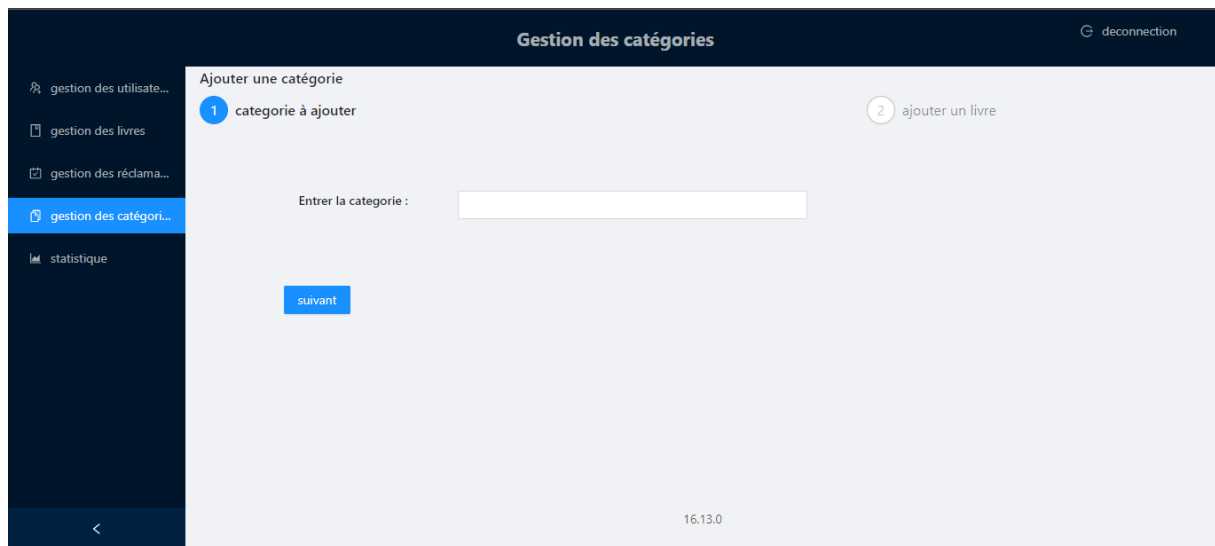 Gestion des catégories
deconnection
gestion des utilisate...
gestion des livres
gestion des réclama...
gestion des catégori...
statistique
Ajouter une catégorie
1 categorie à ajouter
2 ajouter un livre
Entrer la categorie :
suivant
16.13.0